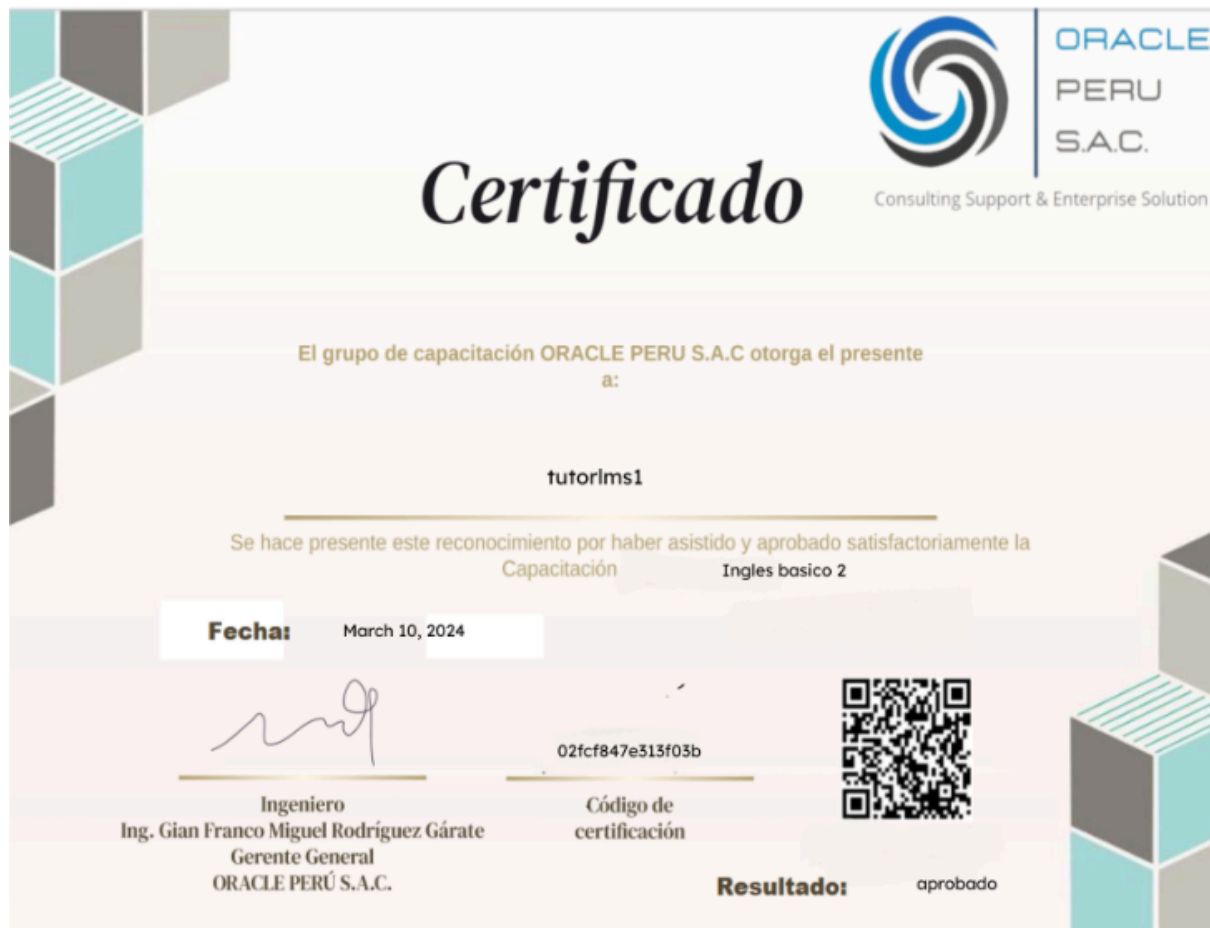 ORACLE
PERU
S.A.C.
Consulting Support & Enterprise Solution
Certificado
El grupo de capacitación ORACLE PERU S.A.C otorga el presente
a:
tutorlms1
Se hace presente este reconocimiento por haber asistido y aprobado satisfactoriamente la
Capacitación Ingles basico 2
Fecha: March 10, 2024
02fcf847e313f03b
Ingeniero
Ing. Gian Franco Miguel Rodríguez Gárate
Gerente General
ORACLE PERÚ S.A.C.
Código de
certificación
Resultado: aprobado